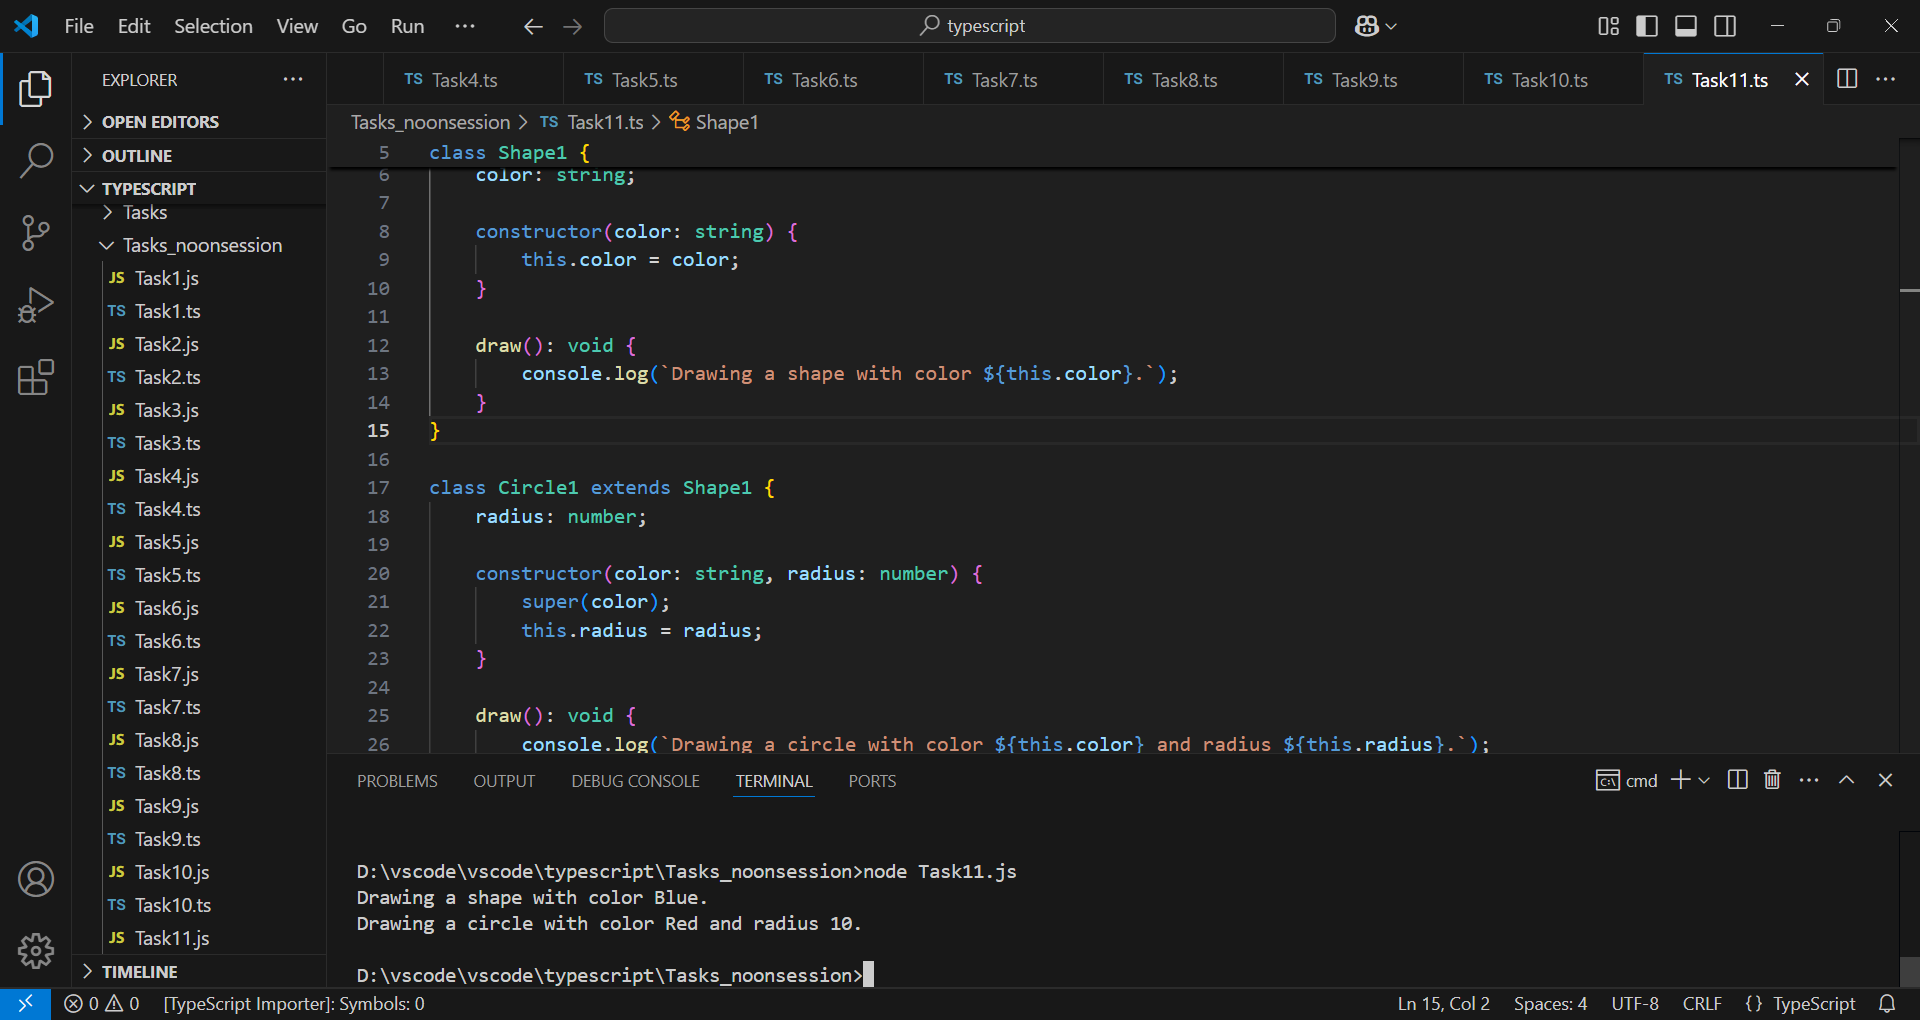 File Edit Selection View Go Run ··· typescript
EXPLORER ···
OPEN EDITORS
OUTLINE
TYPESCRIPT
Tasks
Tasks_noonsession
JS Task1.js
TS Task1.ts
JS Task2.js
TS Task2.ts
JS Task3.js
TS Task3.ts
JS Task4.js
TS Task4.ts
JS Task5.js
TS Task5.ts
JS Task6.js
TS Task6.ts
JS Task7.js
TS Task7.ts
JS Task8.js
TS Task8.ts
JS Task9.js
TS Task9.ts
JS Task10.js
TS Task10.ts
JS Task11.js
TIMELINE
TS Task4.ts TS Task5.ts TS Task6.ts TS Task7.ts TS Task8.ts TS Task9.ts TS Task10.ts TS Task11.ts
Tasks_noonsession > TS Task11.ts > Shape1
5 class Shape1 {
6 color: string;
7
8 constructor(color: string) {
9 this.color = color;
10 }
11
12 draw(): void {
13 console.log(`Drawing a shape with color ${this.color}.`);
14 }
15 }
16
17 class Circle1 extends Shape1 {
18 radius: number;
19
20 constructor(color: string, radius: number) {
21 super(color);
22 this.radius = radius;
23 }
24
25 draw(): void {
26 console.log(`Drawing a circle with color ${this.color} and radius ${this.radius}.`);
PROBLEMS OUTPUT DEBUG CONSOLE TERMINAL PORTS cmd
D:\vscode\vscode\typescript\Tasks_noonsession>node Task11.js
Drawing a shape with color Blue.
Drawing a circle with color Red and radius 10.
D:\vscode\vscode\typescript\Tasks_noonsession>
0 0 [TypeScript Importer]: Symbols: 0 Ln 15, Col 2 Spaces: 4 UTF-8 CRLF {} TypeScript